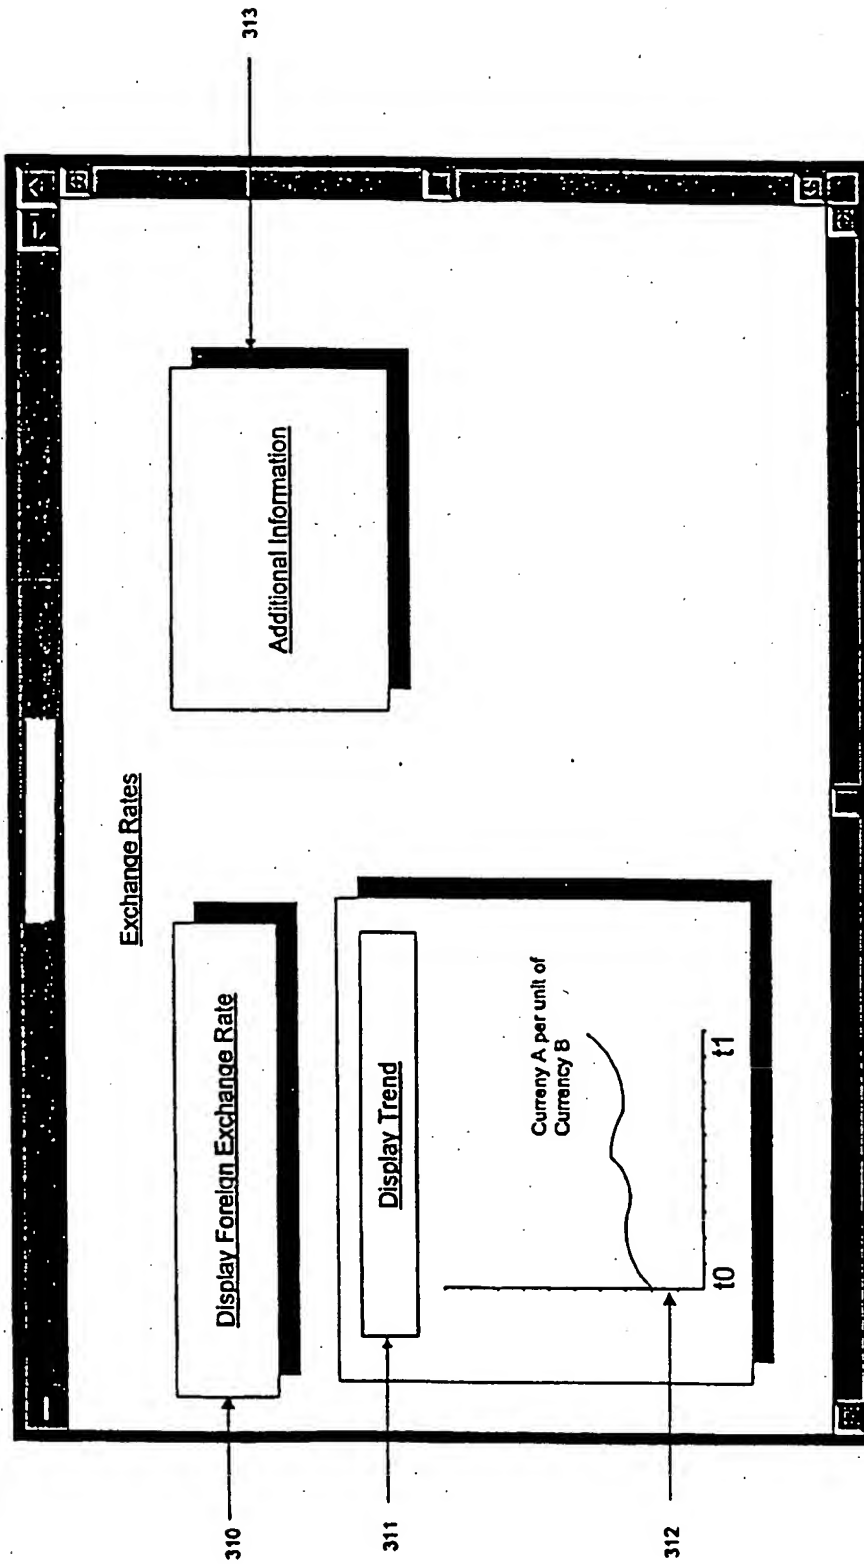 Exchange Rates
310
Display Foreign Exchange Rate
Additional Information
313
311
Display Trend
Curreny A per unit of
Currency B
312
t0
t1